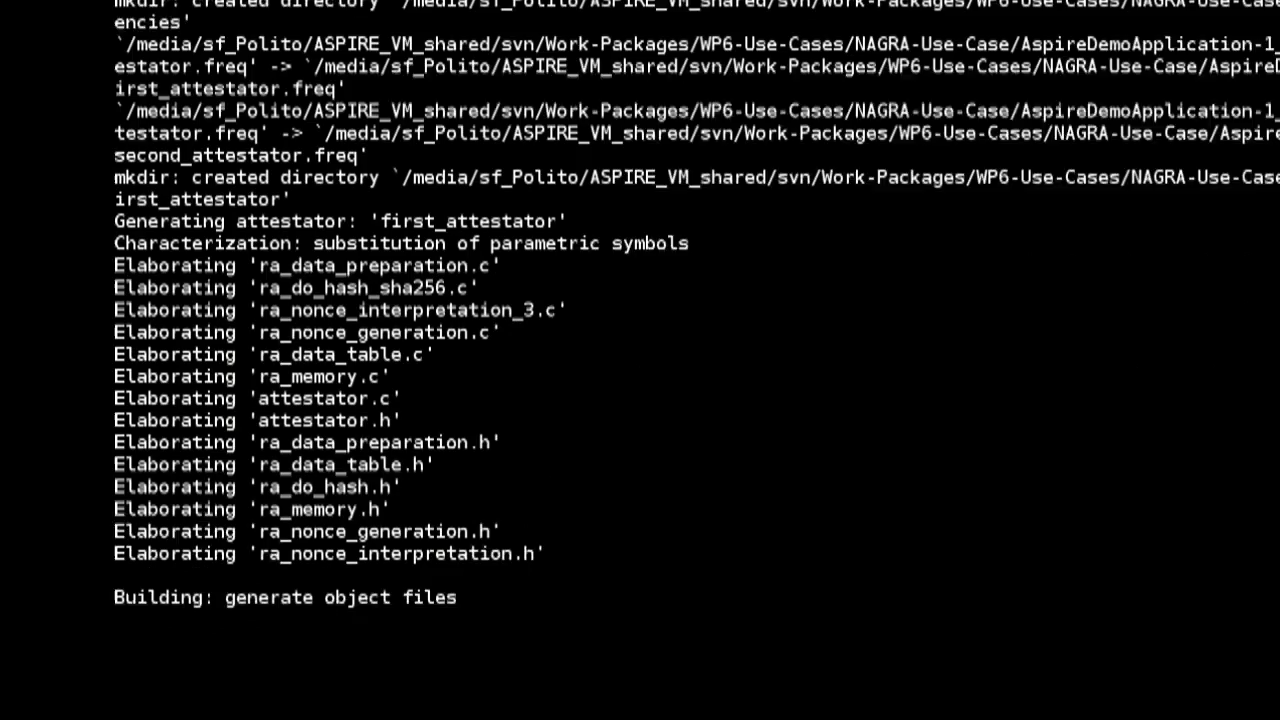 mkdir: created directory `/media/sf_Polito/ASPIRE_VM_shared/svn/Work-Packages/WP6-Use-Cases/NAGRA-Use-Cas
encies'
`/media/sf_Polito/ASPIRE_VM_shared/svn/Work-Packages/WP6-Use-Cases/NAGRA-Use-Case/AspireDemoApplication-1_
estator.freq' -> `/media/sf_Polito/ASPIRE_VM_shared/svn/Work-Packages/WP6-Use-Cases/NAGRA-Use-Case/AspireD
irst_attestator.freq'
`/media/sf_Polito/ASPIRE_VM_shared/svn/Work-Packages/WP6-Use-Cases/NAGRA-Use-Case/AspireDemoApplication-1_
testator.freq' -> `/media/sf_Polito/ASPIRE_VM_shared/svn/Work-Packages/WP6-Use-Cases/NAGRA-Use-Case/Aspire
second_attestator.freq'
mkdir: created directory `/media/sf_Polito/ASPIRE_VM_shared/svn/Work-Packages/WP6-Use-Cases/NAGRA-Use-Case
irst_attestator'
Generating attestator: 'first_attestator'
Characterization: substitution of parametric symbols
Elaborating 'ra_data_preparation.c'
Elaborating 'ra_do_hash_sha256.c'
Elaborating 'ra_nonce_interpretation_3.c'
Elaborating 'ra_nonce_generation.c'
Elaborating 'ra_data_table.c'
Elaborating 'ra_memory.c'
Elaborating 'attestator.c'
Elaborating 'attestator.h'
Elaborating 'ra_data_preparation.h'
Elaborating 'ra_data_table.h'
Elaborating 'ra_do_hash.h'
Elaborating 'ra_memory.h'
Elaborating 'ra_nonce_generation.h'
Elaborating 'ra_nonce_interpretation.h'
Building: generate object files